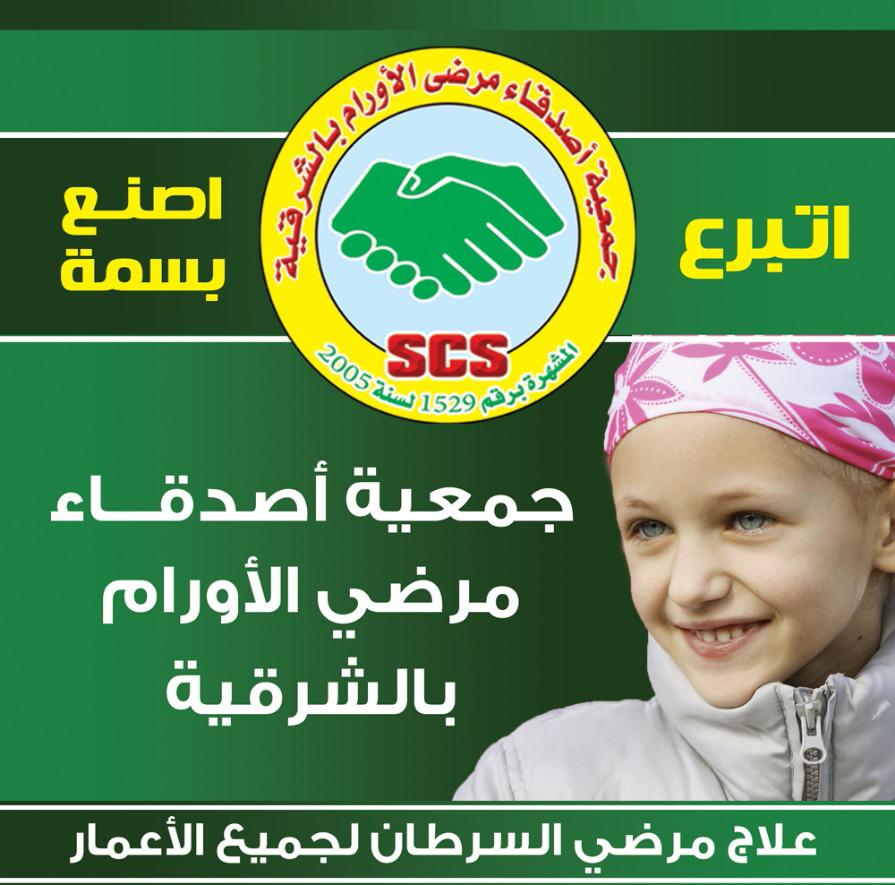 جمعية أصدقاء مرضى الأورام بالشرقية
SCS
المشهرة برقم 1529 لسنة 2005
اتبرع
اصنع
بسمة
جمعية أصدقـــاء
مرضي الأورام
بالشرقية
علاج مرضي السرطان لجميع الأعمار